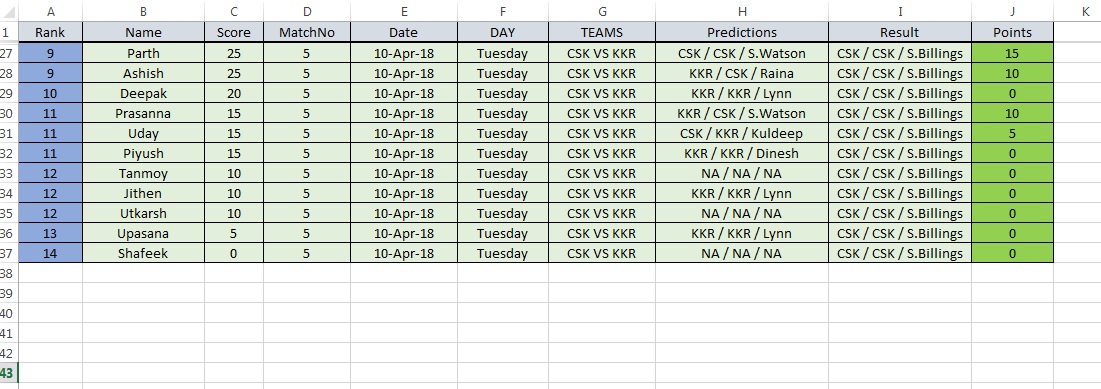 A B C D E F G H I J K
1 Rank Name Score MatchNo Date DAY TEAMS Predictions Result Points
27 9 Parth 25 5 10-Apr-18 Tuesday CSK VS KKR CSK / CSK / S.Watson CSK / CSK / S.Billings 15
28 9 Ashish 25 5 10-Apr-18 Tuesday CSK VS KKR KKR / CSK / Raina CSK / CSK / S.Billings 10
29 10 Deepak 20 5 10-Apr-18 Tuesday CSK VS KKR KKR / KKR / Lynn CSK / CSK / S.Billings 0
30 11 Prasanna 15 5 10-Apr-18 Tuesday CSK VS KKR KKR / CSK / S.Watson CSK / CSK / S.Billings 10
31 11 Uday 15 5 10-Apr-18 Tuesday CSK VS KKR CSK / KKR / Kuldeep CSK / CSK / S.Billings 5
32 11 Piyush 15 5 10-Apr-18 Tuesday CSK VS KKR KKR / KKR / Dinesh CSK / CSK / S.Billings 0
33 12 Tanmoy 10 5 10-Apr-18 Tuesday CSK VS KKR NA / NA / NA CSK / CSK / S.Billings 0
34 12 Jithen 10 5 10-Apr-18 Tuesday CSK VS KKR KKR / KKR / Lynn CSK / CSK / S.Billings 0
35 12 Utkarsh 10 5 10-Apr-18 Tuesday CSK VS KKR NA / NA / NA CSK / CSK / S.Billings 0
36 13 Upasana 5 5 10-Apr-18 Tuesday CSK VS KKR KKR / KKR / Lynn CSK / CSK / S.Billings 0
37 14 Shafeek 0 5 10-Apr-18 Tuesday CSK VS KKR NA / NA / NA CSK / CSK / S.Billings 0
38
39
40
41
42
43